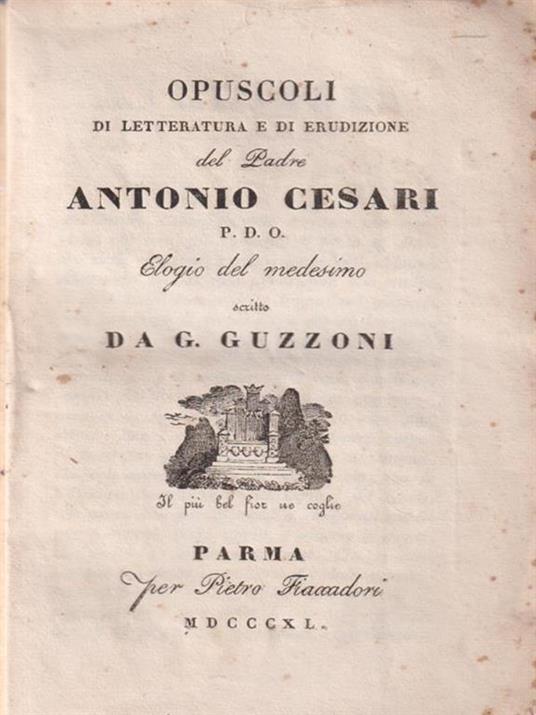 OPUSCOLI
DI LETTERATURA E DI ERUDIZIONE
del Padre
ANTONIO CESARI
P. D. O.
Elogio del medesimo
scritto
DA G. GUZZONI
Il più bel fior ne coglie
PARMA
per Pietro Fiaccadori
MDCCCXL.